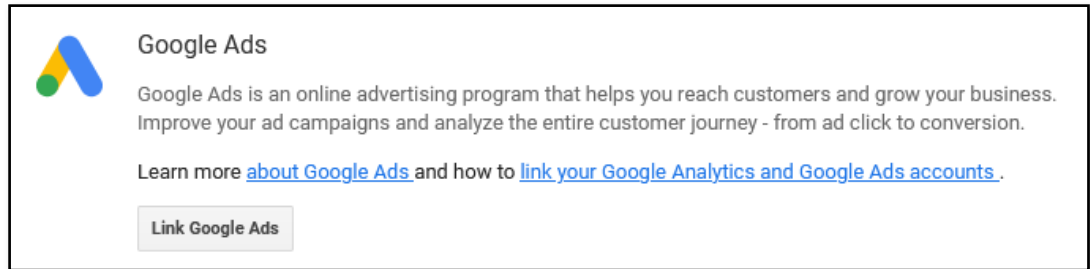 Google Ads
Google Ads is an online advertising program that helps you reach customers and grow your business.
Improve your ad campaigns and analyze the entire customer journey - from ad click to conversion.
Learn more about Google Ads and how to link your Google Analytics and Google Ads accounts .
Link Google Ads